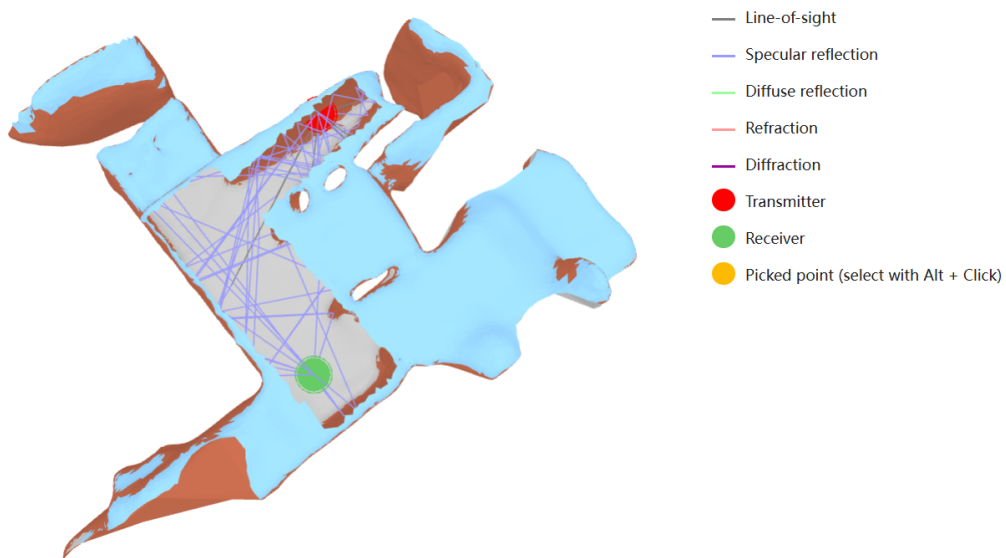 Line-of-sight
Specular reflection
Diffuse reflection
Refraction
Diffraction
Transmitter
Receiver
Picked point (select with Alt + Click)